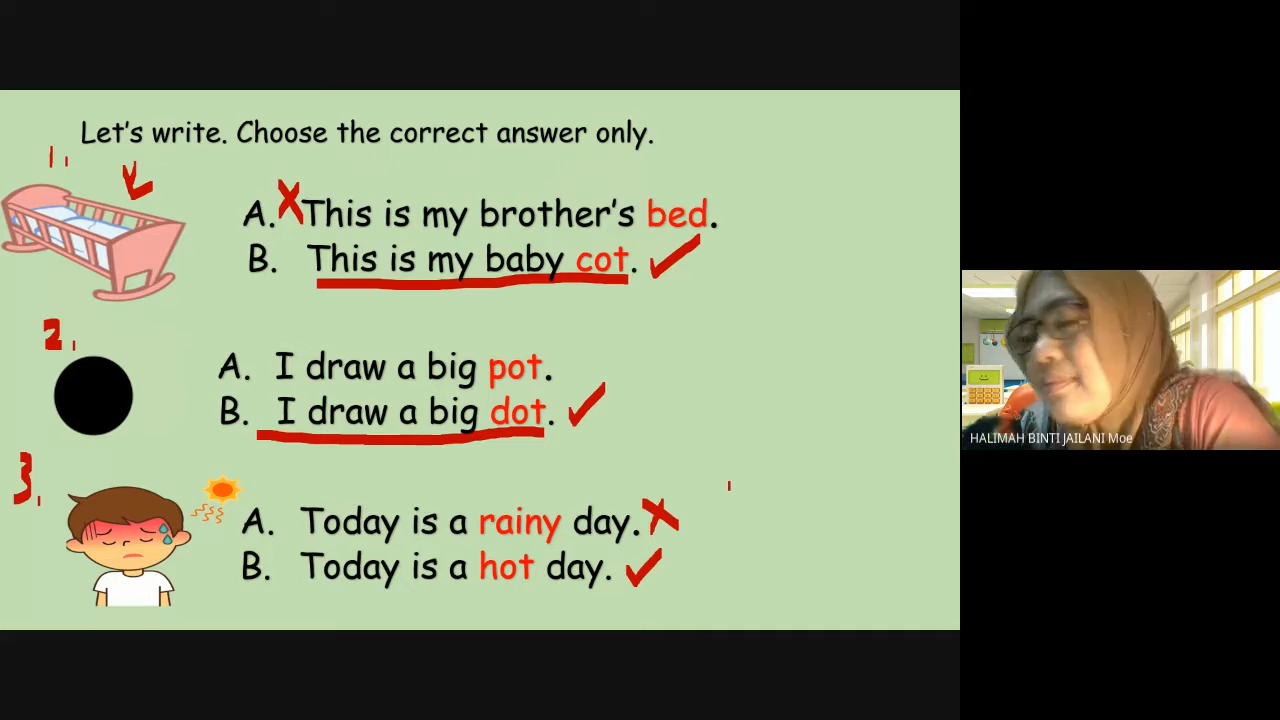 Let's write. Choose the correct answer only.
1.
A. This is my brother's bed.
B. This is my baby cot.
2.
A. I draw a big pot.
B. I draw a big dot.
3.
A. Today is a rainy day.
B. Today is a hot day.
HALIMAH BINTI JAILANI Moe